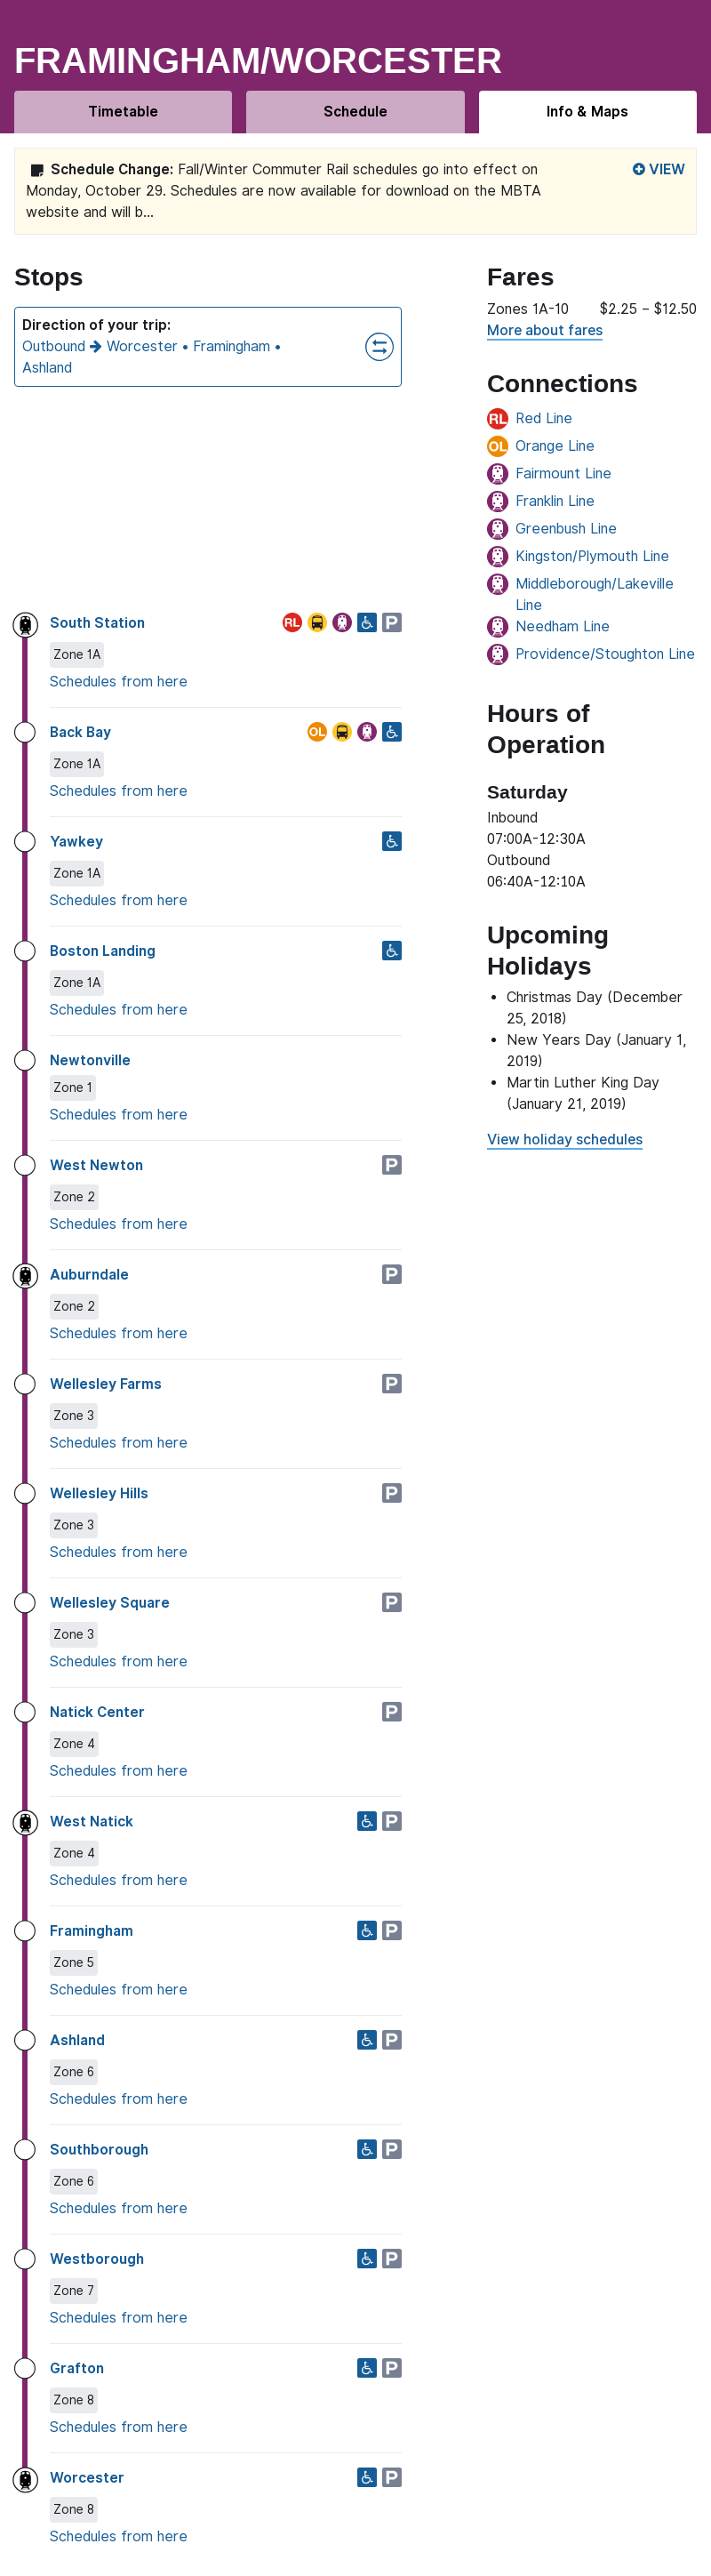 FRAMINGHAM/WORCESTER
Timetable
Schedule
Info & Maps
Schedule Change: Fall/Winter Commuter Rail schedules go into effect on
Monday, October 29. Schedules are now available for download on the MBTA
website and will b...
VIEW
Stops
Direction of your trip:
Outbound Worcester • Framingham •
Ashland
South Station
RL
P
Zone 1A
Schedules from here
Back Bay
OL
Zone 1A
Schedules from here
Yawkey
Zone 1A
Schedules from here
Boston Landing
Zone 1A
Schedules from here
Newtonville
Zone 1
Schedules from here
West Newton
P
Zone 2
Schedules from here
Auburndale
P
Zone 2
Schedules from here
Wellesley Farms
P
Zone 3
Schedules from here
Wellesley Hills
P
Zone 3
Schedules from here
Wellesley Square
P
Zone 3
Schedules from here
Natick Center
P
Zone 4
Schedules from here
West Natick
P
Zone 4
Schedules from here
Framingham
P
Zone 5
Schedules from here
Ashland
P
Zone 6
Schedules from here
Southborough
P
Zone 6
Schedules from here
Westborough
P
Zone 7
Schedules from here
Grafton
P
Zone 8
Schedules from here
Worcester
P
Zone 8
Schedules from here
Fares
Zones 1A-10 $2.25 – $12.50
More about fares
Connections
RL Red Line
OL Orange Line
Fairmount Line
Franklin Line
Greenbush Line
Kingston/Plymouth Line
Middleborough/Lakeville
Line
Needham Line
Providence/Stoughton Line
Hours of
Operation
Saturday
Inbound
07:00A-12:30A
Outbound
06:40A-12:10A
Upcoming
Holidays
• Christmas Day (December
25, 2018)
• New Years Day (January 1,
2019)
• Martin Luther King Day
(January 21, 2019)
View holiday schedules